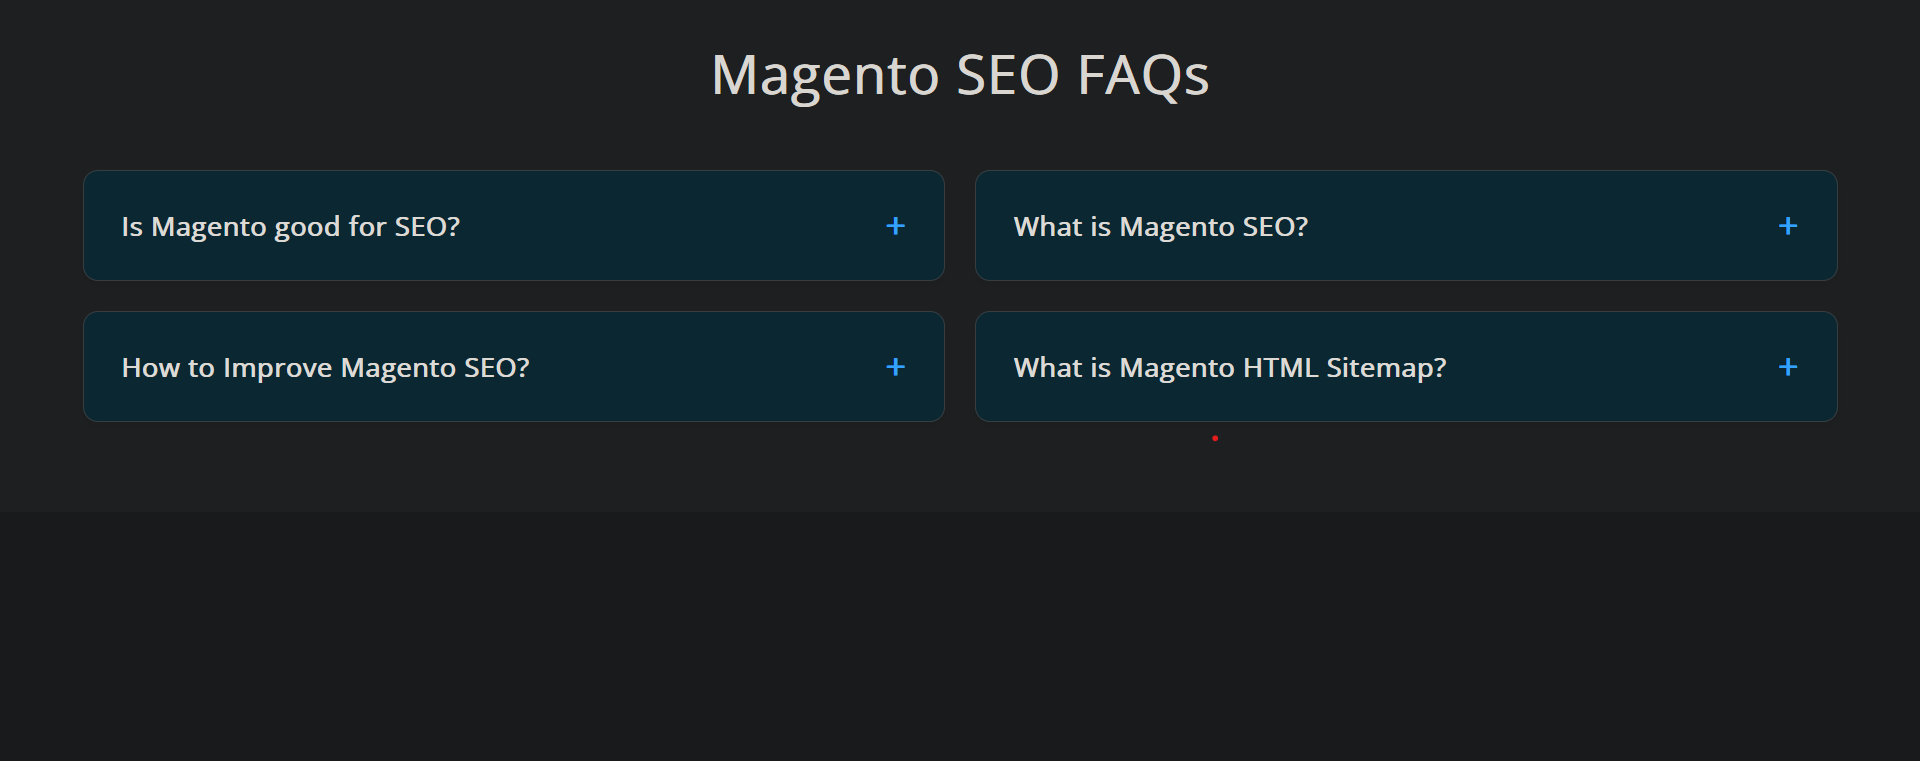 Magento SEO FAQs
Is Magento good for SEO?
What is Magento SEO?
How to Improve Magento SEO?
What is Magento HTML Sitemap?